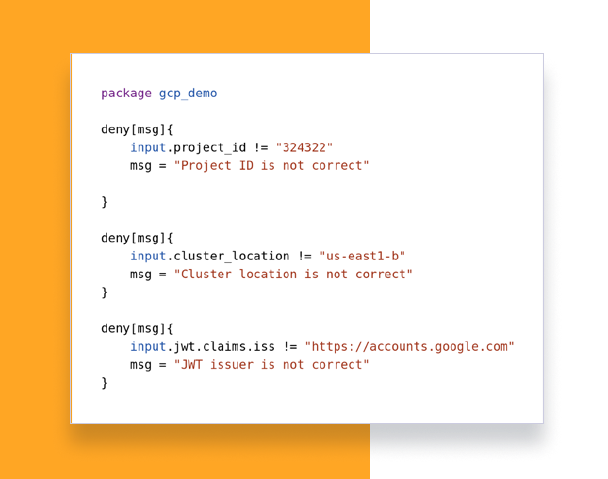 package gcp_demo
deny[msg]{
input.project_id != "324322"
msg = "Project ID is not correct"
}
deny[msg]{
input.cluster_location != "us-east1-b"
msg = "Cluster location is not correct"
}
deny[msg]{
input.jwt.claims.iss != "https://accounts.google.com"
msg = "JWT issuer is not correct"
}